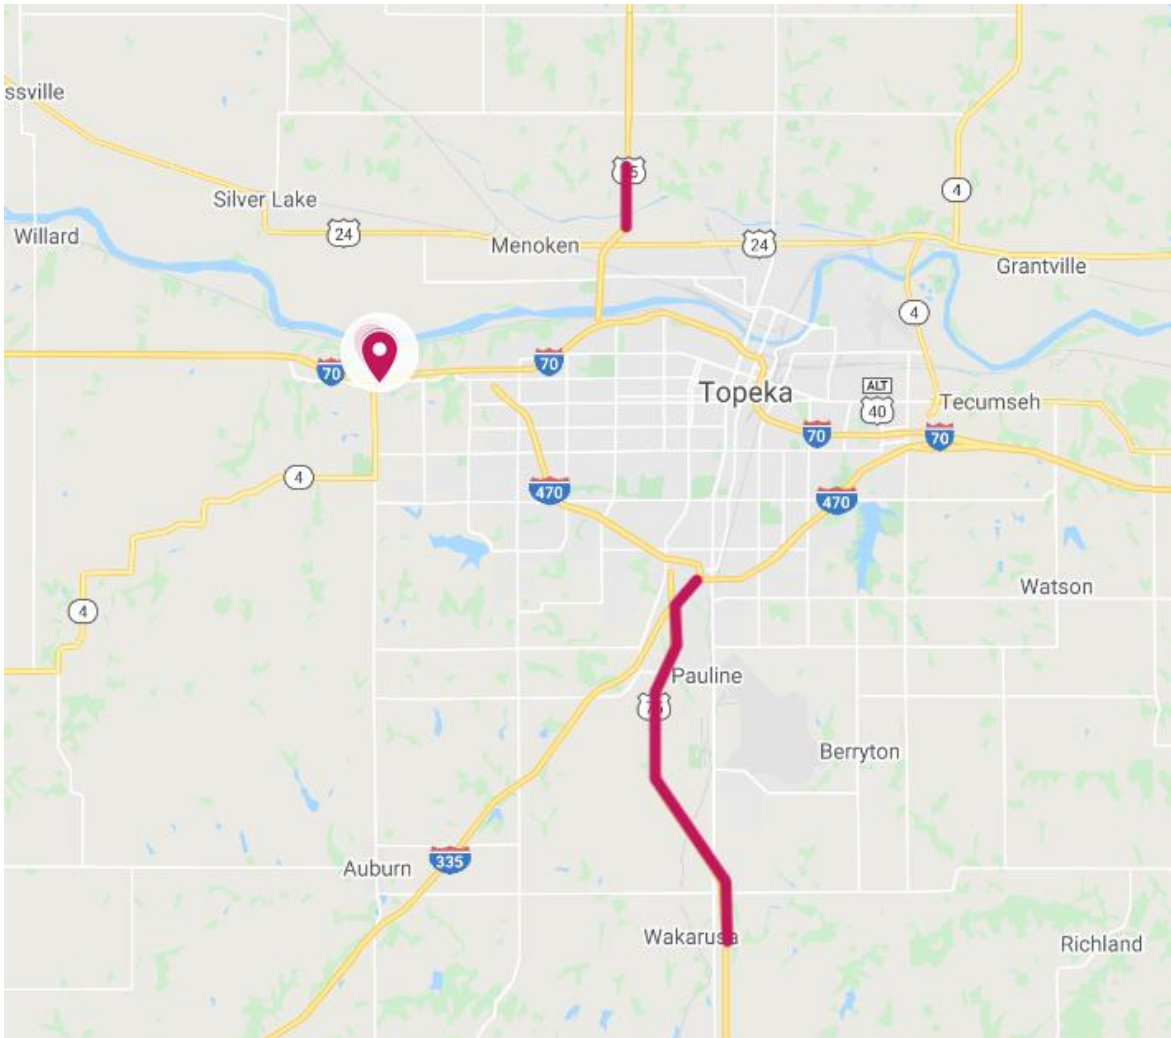 ssville
Silver Lake
4
Willard
24
Menoken
24
Grantville
4
70
70
Topeka
ALT
40
Tecumseh
70
70
4
470
470
4
Watson
Pauline
Berryton
Auburn
335
Wakarusa
Richland